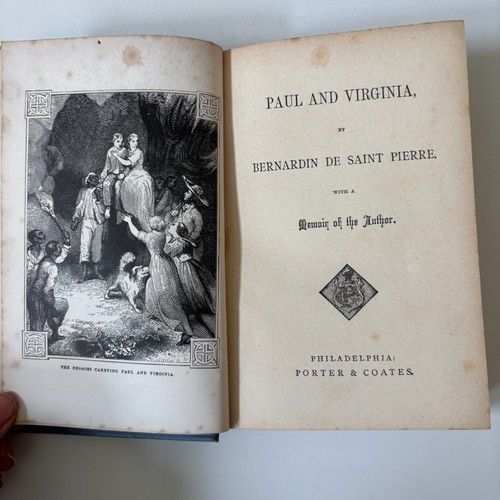 THE NEGROES CARRYING PAUL AND VIRGINIA.
PAUL AND VIRGINIA,
BY
BERNARDIN DE SAINT PIERRE,
WITH A
Memoir of the Author.
PHILADELPHIA:
PORTER & COATES.